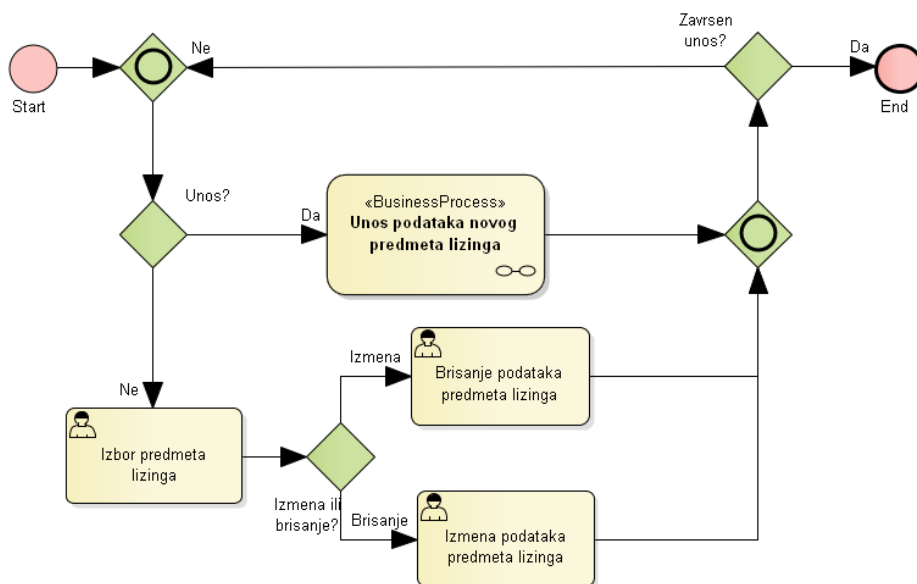 Zavrsen
unos?
Ne
Da
Start
End
Unos?
«BusinessProcess»
Unos podataka novog
predmeta lizinga
Da
Izmena
Brisanje podataka
predmeta lizinga
Ne
Izbor predmeta
lizinga
Izmena ili
brisanje?
Brisanje
Izmena podataka
predmeta lizinga